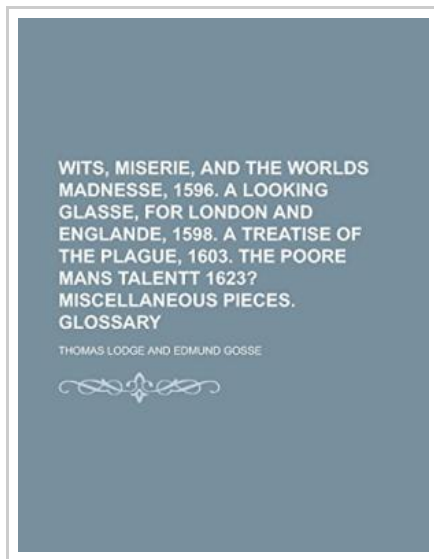 WITS, MISERIE, AND THE WORLDS
MADNESSE, 1596. A LOOKING
GLASSE, FOR LONDON AND
ENGLANDE, 1598. A TREATISE OF
THE PLAGUE, 1603. THE POORE
MANS TALENTT 1623?
MISCELLANEOUS PIECES.
GLOSSARY
THOMAS LODGE AND EDMUND GOSSE